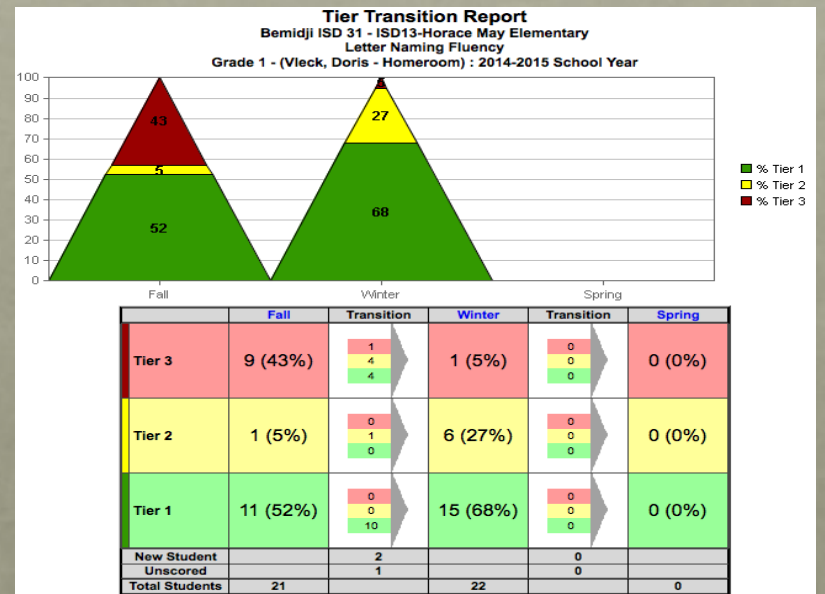 Tier Transition Report
Bemidji ISD 31 - ISD13-Horace May Elementary
Letter Naming Fluency
Grade 1 - (Vleck, Doris - Homeroom) : 2014-2015 School Year
100
90
80
70
60
50
40
30
20
10
0
43
5
52
27
68
Fall
Winter
Spring
% Tier 1
% Tier 2
% Tier 3
Fall Transition Winter Transition Spring
Tier 3 9 (43%) 1 4 4 1 (5%) 0 0 0 0 (0%)
Tier 2 1 (5%) 0 1 0 6 (27%) 0 0 0 0 (0%)
Tier 1 11 (52%) 0 0 10 15 (68%) 0 0 0 0 (0%)
New Student 2 0
Unscored 1 0
Total Students 21 22 0